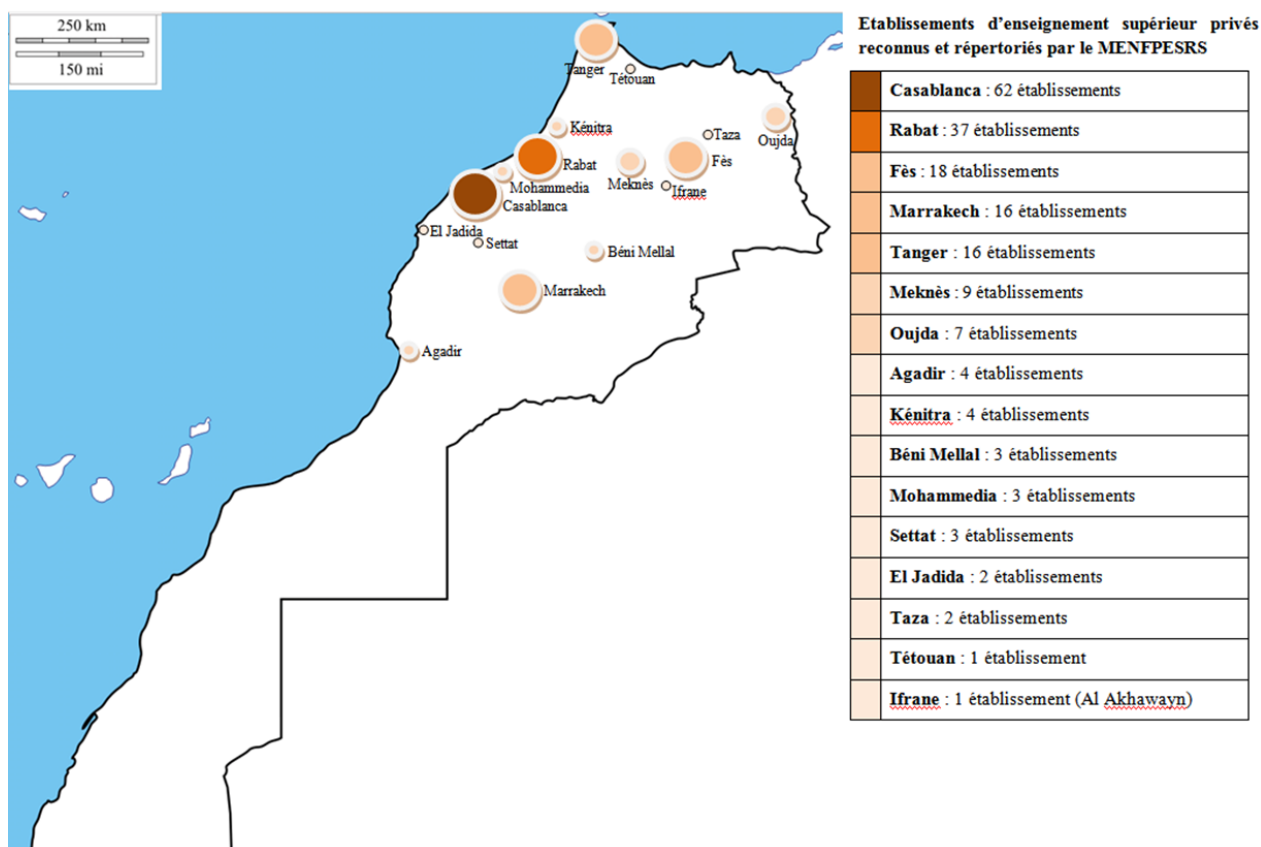 250 km
150 mi
Tanger
Tétouan
Kénitra
Taza
Oujda
Rabat
Fès
Meknès
Ifrane
Mohammedia
Casablanca
El Jadida
Settat
Béni Mellal
Marrakech
Agadir
Etablissements d’enseignement supérieur privés
reconnus et répertoriés par le MENFPESRS
Casablanca : 62 établissements
Rabat : 37 établissements
Fès : 18 établissements
Marrakech : 16 établissements
Tanger : 16 établissements
Meknès : 9 établissements
Oujda : 7 établissements
Agadir : 4 établissements
Kénitra : 4 établissements
Béni Mellal : 3 établissements
Mohammedia : 3 établissements
Settat : 3 établissements
El Jadida : 2 établissements
Taza : 2 établissements
Tétouan : 1 établissement
Ifrane : 1 établissement (Al Akhawayn)